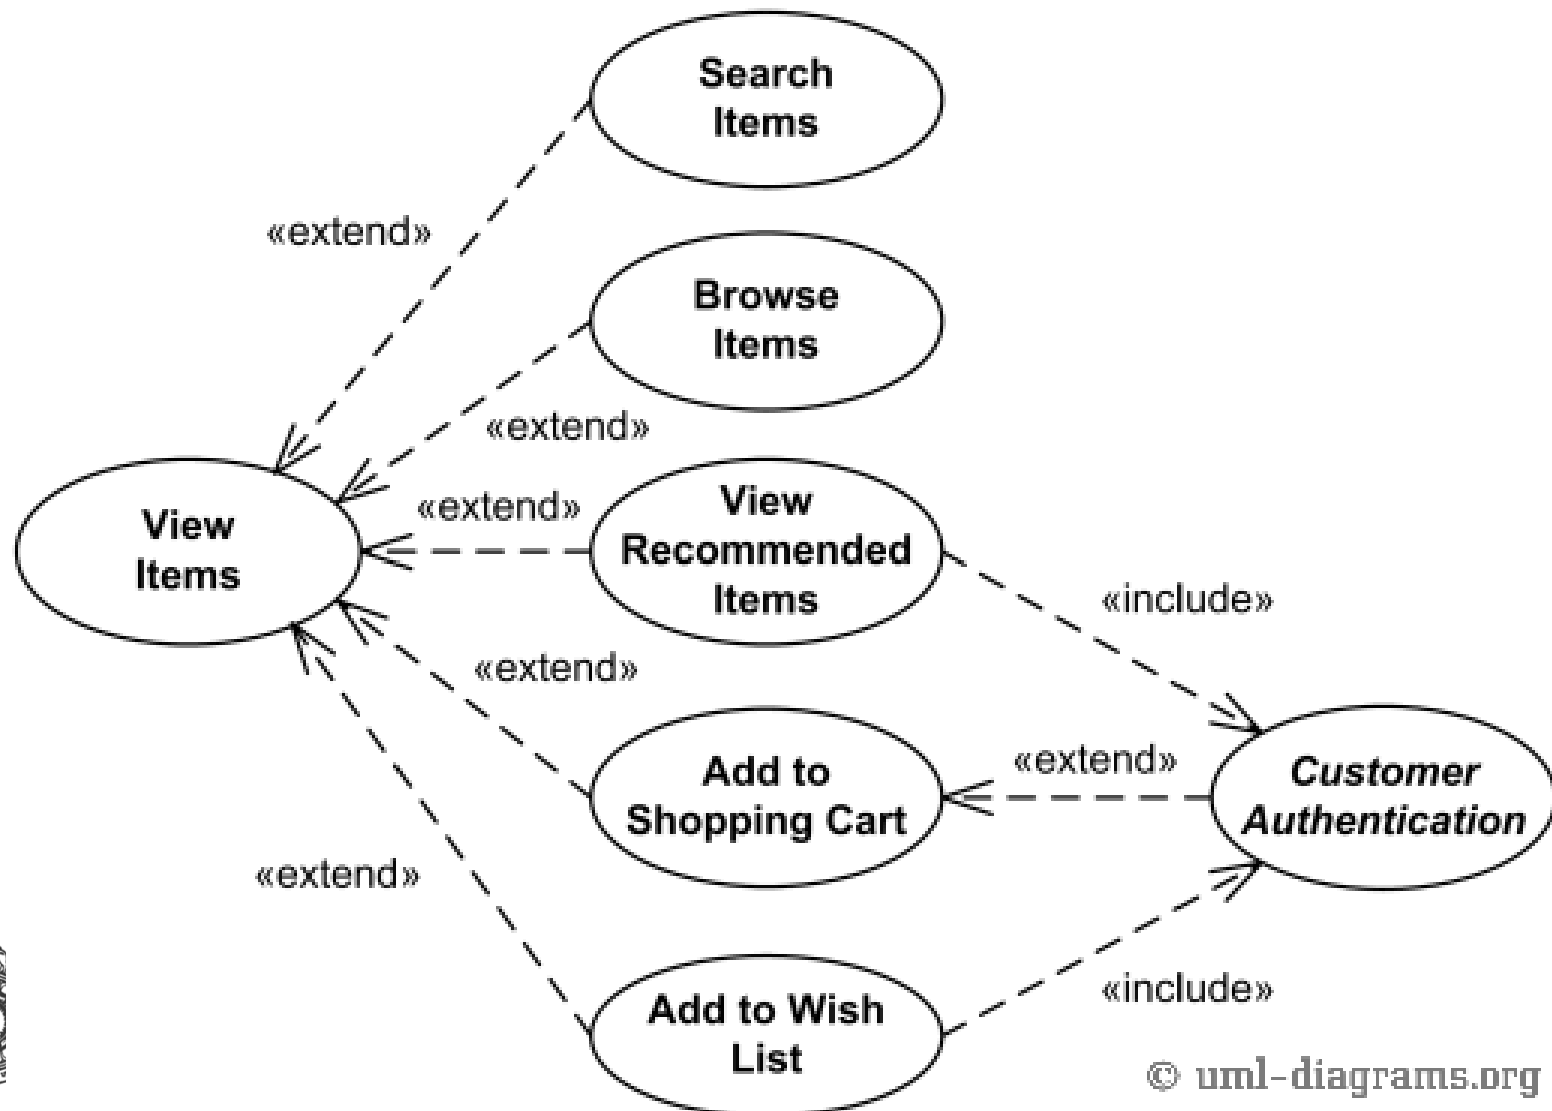 Search
Items
«extend»
Browse
Items
«extend»
View
Items
«extend»
View
Recommended
Items
«include»
«extend»
Add to
Shopping Cart
«extend»
Customer
Authentication
«extend»
Add to Wish
List
«include»
© uml-diagrams.org